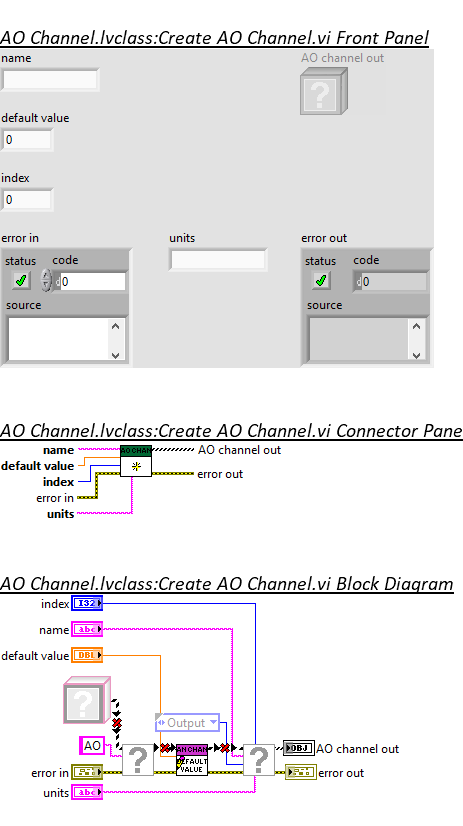 AO Channel.lvclass:Create AO Channel.vi Front Panel
name
AO channel out
?
default value
0
index
0
error in
units
error out
status code
d0
source
status code
d0
source
AO Channel.lvclass:Create AO Channel.vi Connector Pane
name
AO channel out
AO CHAN
default value
index
error in
error out
units
AO Channel.lvclass:Create AO Channel.vi Block Diagram
index
I32
name
abc
default value
DBL
?
Output
AO
?
AN CHAN
DEFAULT
VALUE
?
OBJ
AO channel out
error in
error out
units
abc